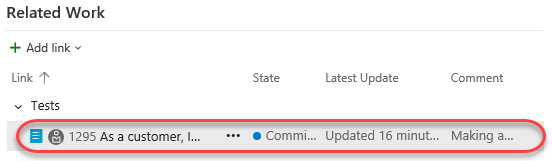 Related Work
Add link
Link State Latest Update Comment
Tests
1295 As a customer, I... ... Commi... Updated 16 minut... Making a...